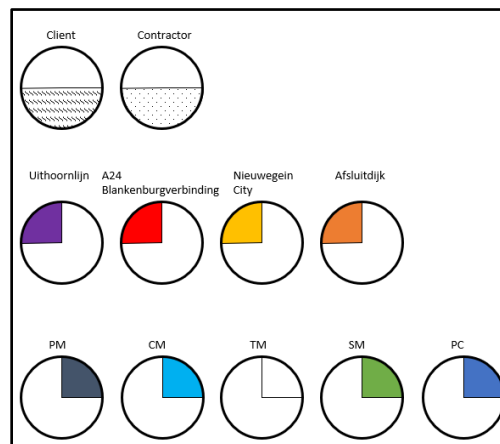 Client Contractor
Uithoornlijn A24 Nieuwegein Afsluitdijk
Blankenburgverbinding City
PM CM TM SM PC